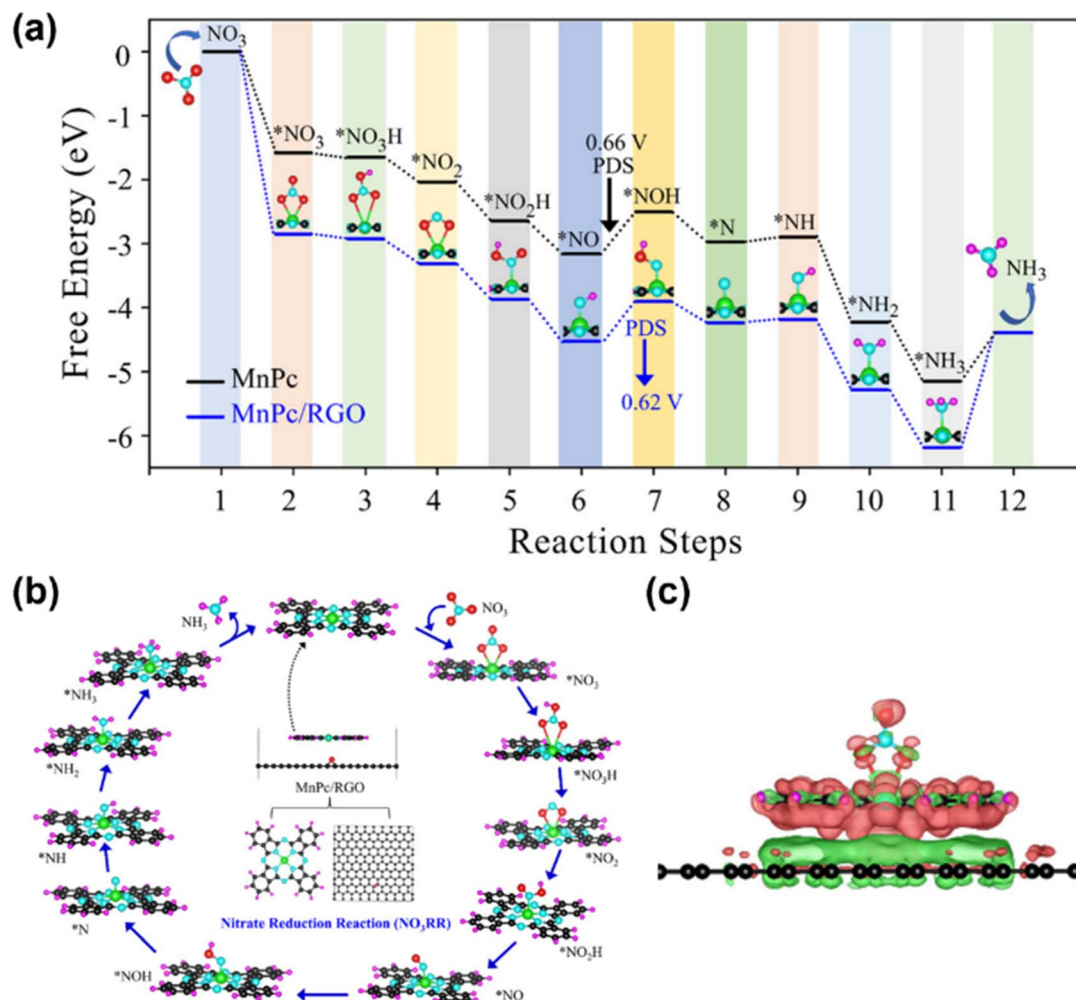 (a)
Free Energy (eV)
0
-1
-2
-3
-4
-5
-6
NO₃
*NO₃
*NO₃H
*NO₂
*NO₂H
*NO
0.66 V
PDS
*NOH
*N
*NH
*NH₂
*NH₃
NH₃
PDS
0.62 V
MnPc
MnPc/RGO
1 2 3 4 5 6 7 8 9 10 11 12
Reaction Steps
(b)
NH₃
NO₃
*NO₃
*NO₃H
*NO₂
*NO₂H
*NO
*NOH
*N
*NH
*NH₂
*NH₃
MnPc/RGO
Nitrate Reduction Reaction (NO₃RR)
(c)